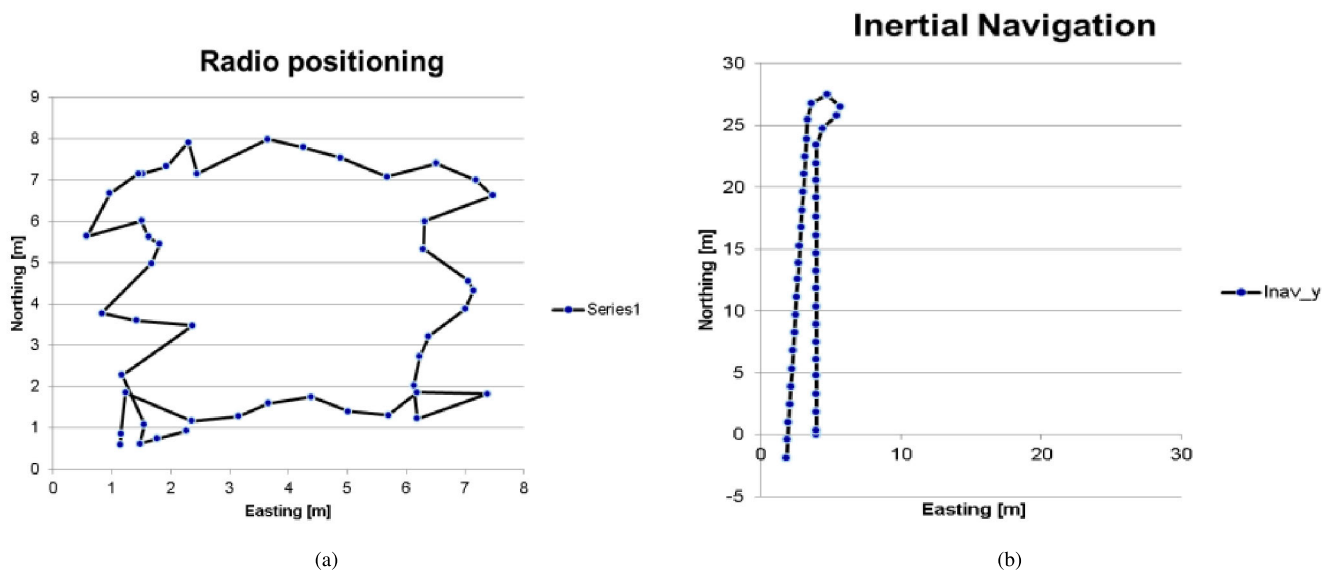 Radio positioning
9
8
7
6
5
4
3
2
1
0
0 1 2 3 4 5 6 7 8
Northing [m]
Easting [m]
Series1
(a)
Inertial Navigation
30
25
20
15
10
5
0
-5
0 10 20 30
Northing [m]
Easting [m]
Inav_y
(b)